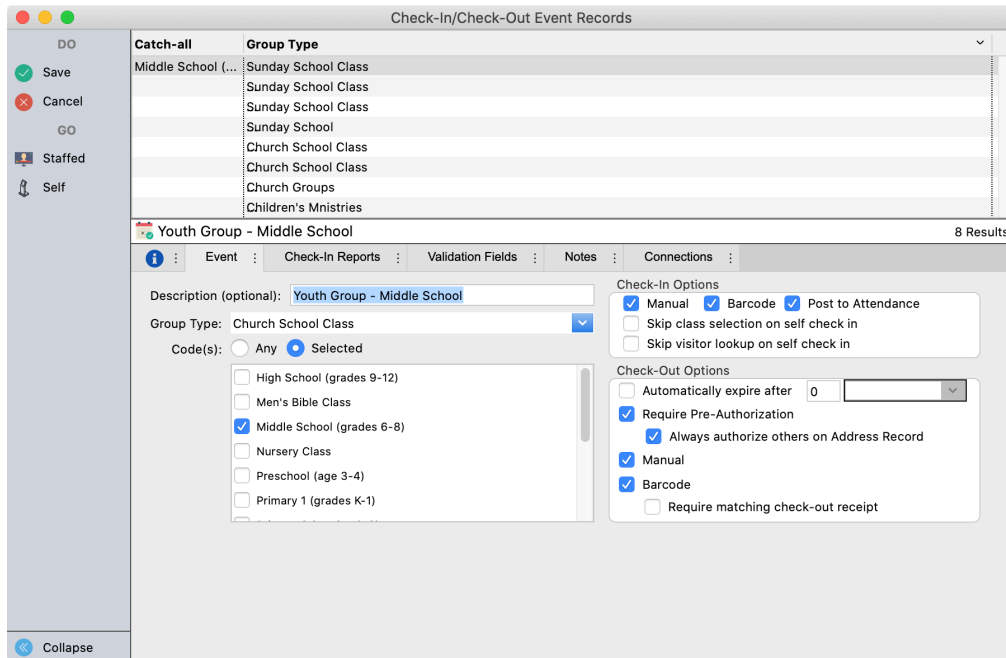 Check-In/Check-Out Event Records
DO
Save
Cancel
GO
Staffed
Self
Collapse
Catch-all Group Type
Middle School (... Sunday School Class
Sunday School Class
Sunday School Class
Sunday School
Church School Class
Church School Class
Church Groups
Children's Mnistries
Youth Group - Middle School 8 Results
Event Check-In Reports Validation Fields Notes Connections
Description (optional): Youth Group - Middle School
Group Type: Church School Class
Code(s): Any Selected
High School (grades 9-12)
Men's Bible Class
Middle School (grades 6-8)
Nursery Class
Preschool (age 3-4)
Primary 1 (grades K-1)
Check-In Options
Manual Barcode Post to Attendance
Skip class selection on self check in
Skip visitor lookup on self check in
Check-Out Options
Automatically expire after 0
Require Pre-Authorization
Always authorize others on Address Record
Manual
Barcode
Require matching check-out receipt